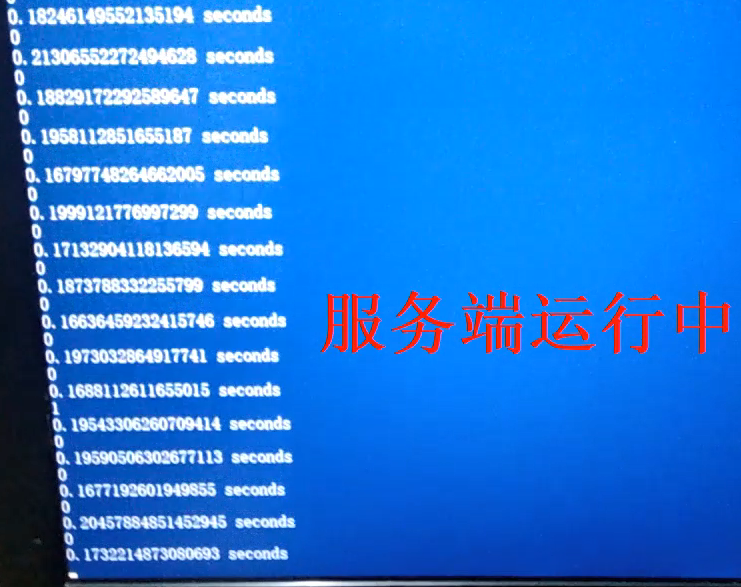 0.18246149552135194 seconds
0
0.21306552272494628 seconds
0
0.18829172292589647 seconds
0
0.1958112851655187 seconds
0
0.16797748264662005 seconds
0
0.1999121776997299 seconds
0
0.17132904118136594 seconds
0
0.1873788332255799 seconds
0
0.16636459232415746 seconds
0
0.1973032864917741 seconds
0
0.1688112611655015 seconds
1
0.19543306260709414 seconds
0
0.19590506302677113 seconds
0
0.1677192601949855 seconds
0
0.20457884851452945 seconds
0
0.1732214873080693 seconds
服务端运行中